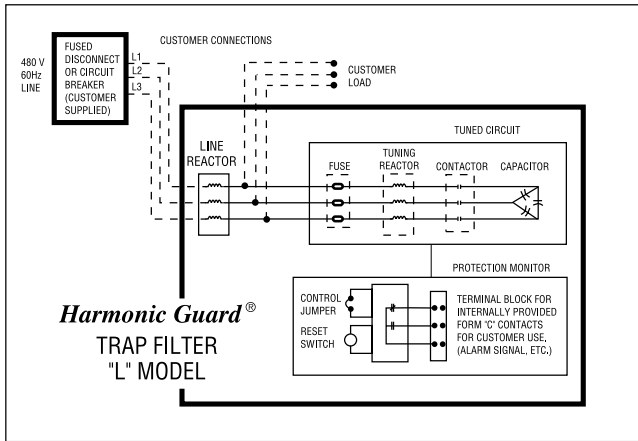 FUSED
DISCONNECT
OR CIRCUIT
BREAKER
(CUSTOMER
SUPPLIED)
480 V
60Hz
LINE
L1
L2
L3
CUSTOMER CONNECTIONS
CUSTOMER
LOAD
LINE
REACTOR
TUNED CIRCUIT
FUSE
TUNING
REACTOR
CONTACTOR
CAPACITOR
PROTECTION MONITOR
CONTROL
JUMPER
RESET
SWITCH
TERMINAL BLOCK FOR
INTERNALLY PROVIDED
FORM "C" CONTACTS
FOR CUSTOMER USE,
(ALARM SIGNAL, ETC.)
Harmonic Guard ®
TRAP FILTER
"L" MODEL